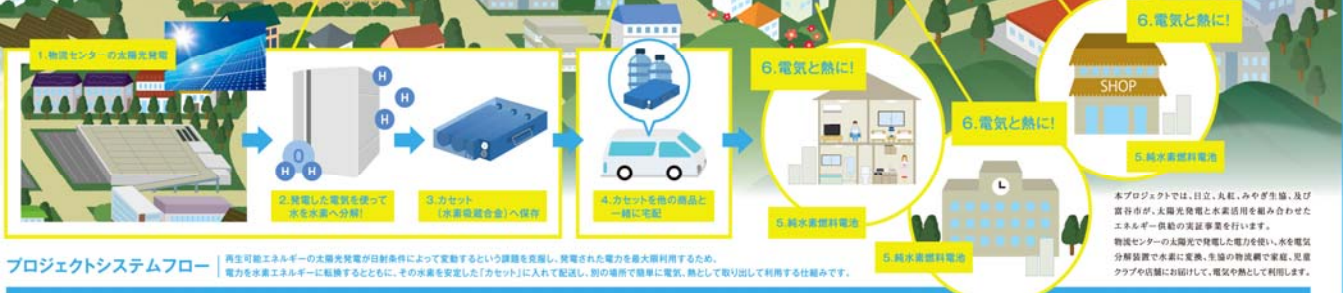 1.物流センターの太陽光発電
H
H
H
O
H
H
2.発電した電気を使って
水を水素へ分解!
3.カセット
(水素吸蔵合金)へ保存
4.カセットを他の商品と
一緒に宅配
6.電気と熱に!
5.純水素燃料電池
6.電気と熱に!
5.純水素燃料電池
6.電気と熱に!
SHOP
5.純水素燃料電池
本プロジェクトでは、日立、丸紅、みやぎ生協、及び
富谷市が、太陽光発電と水素活用を組み合わせた
エネルギー供給の実証事業を行います。
物流センターの太陽光で発電した電力を使い、水を電気
分解装置で水素に変換、生協の物流網で家庭、児童
クラブや店舗にお届けして、電気や熱として利用します。
プロジェクトシステムフロー
再生可能エネルギーの太陽光発電が日射条件によって変動するという課題を克服し、発電された電力を最大限利用するため、
電力を水素エネルギーに転換するとともに、その水素を安定した「カセット」に入れて配送し、別の場所で簡単に電気、熱として取り出して利用する仕組みです。